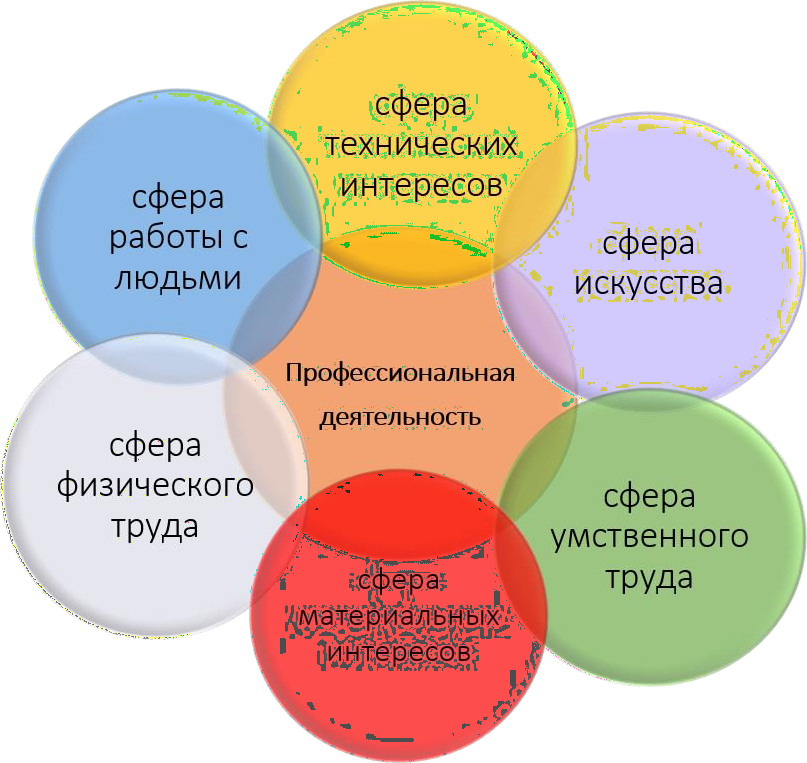 сфера
технических
интересов
сфера
работы с
людьми
сфера
искусства
Профессиональная
деятельность
сфера
физического
труда
сфера
умственного
труда
сфера
материальных
интересов